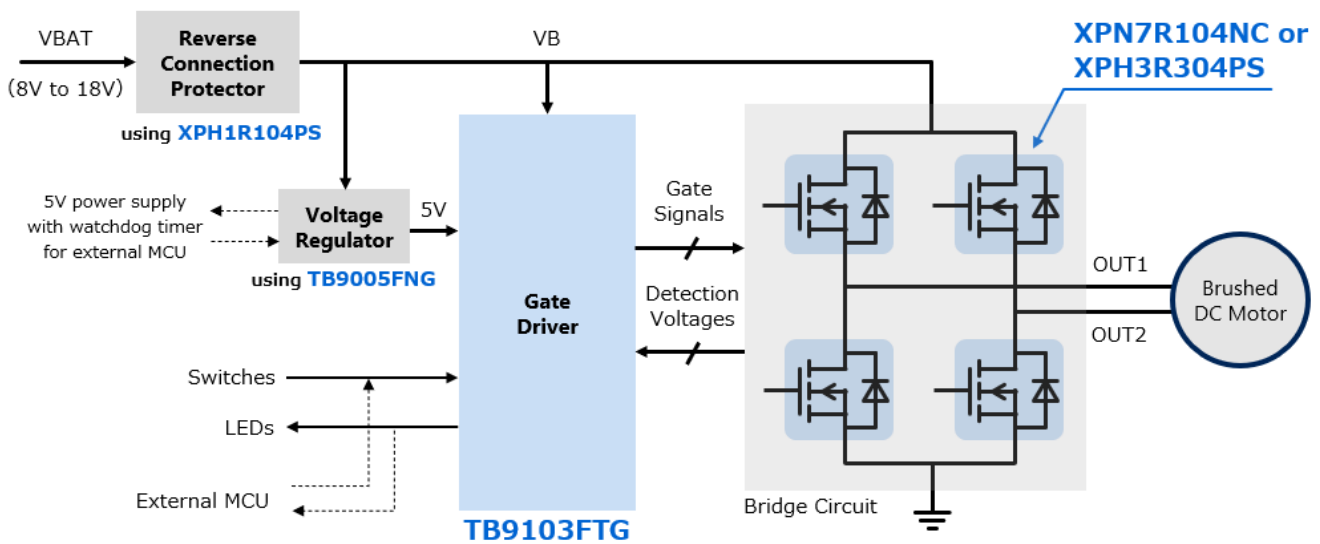 VBAT
(8V to 18V)
Reverse
Connection
Protector
using XPH1R104PS
VB
XPN7R104NC or
XPH3R304PS
5V power supply
with watchdog timer
for external MCU
Voltage
Regulator
5V
using TB9005FNG
Gate
Driver
Gate
Signals
Detection
Voltages
OUT1
OUT2
Brushed
DC Motor
Switches
LEDs
External MCU
TB9103FTG
Bridge Circuit